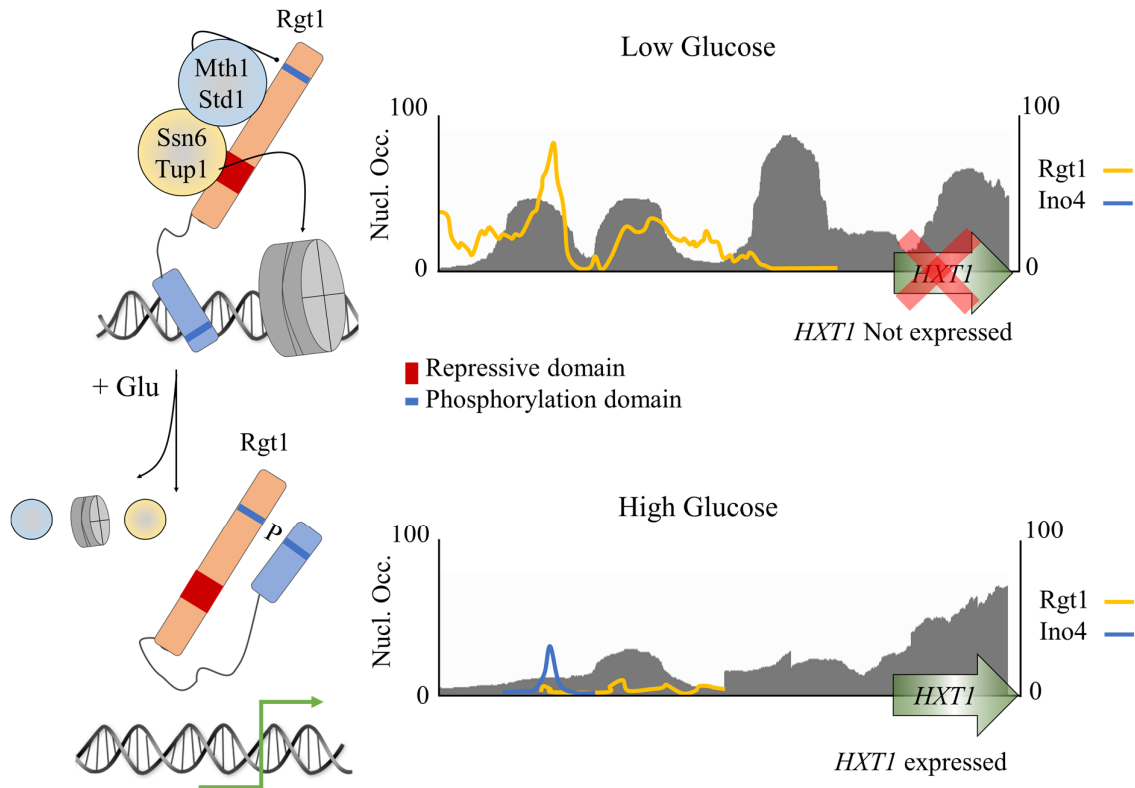 Rgt1
Mth1
Std1
Ssn6
Tup1
+ Glu
Rgt1
P
Low Glucose
100
100
Nucl. Occ.
Rgt1
Ino4
0
0
HXT1
HXT1 Not expressed
Repressive domain
Phosphorylation domain
High Glucose
100
100
Nucl. Occ.
Rgt1
Ino4
0
0
HXT1
HXT1 expressed